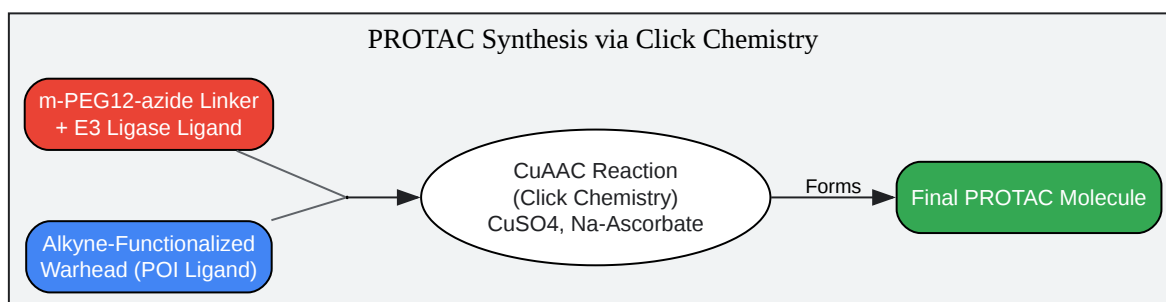 PROTAC Synthesis via Click Chemistry
m-PEG12-azide Linker
+ E3 Ligase Ligand
Alkyne-Functionalized
Warhead (POI Ligand)
CuAAC Reaction
(Click Chemistry)
CuSO4, Na-Ascorbate
Forms
Final PROTAC Molecule